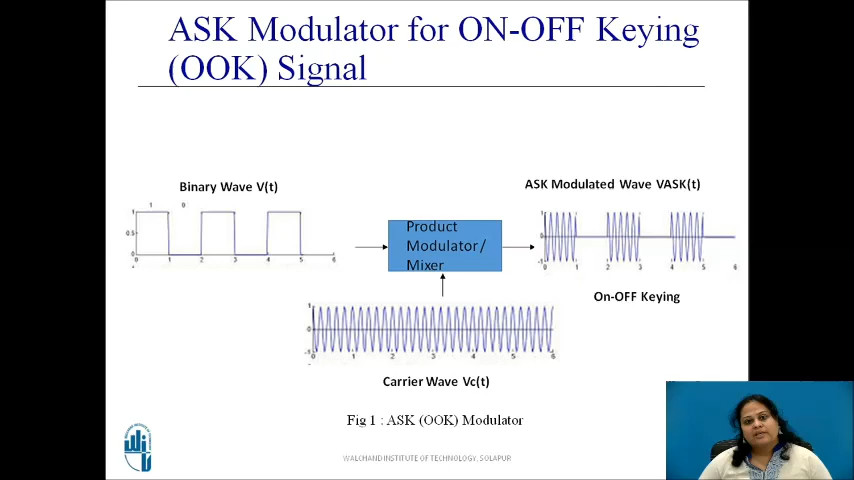 ASK Modulator for ON-OFF Keying
(OOK) Signal
Binary Wave V(t)
ASK Modulated Wave VASK(t)
1 0
1
0.5
0
0 1 2 3 4 5 6
Product
Modulator/
Mixer
1
0
-1
0 1 2 3 4 5 6
On-OFF Keying
1
0
-1
0 1 2 3 4 5 6
Carrier Wave Vc(t)
Fig 1 : ASK (OOK) Modulator
WALCHAND INSTITUTE OF TECHNOLOGY, SOLAPUR